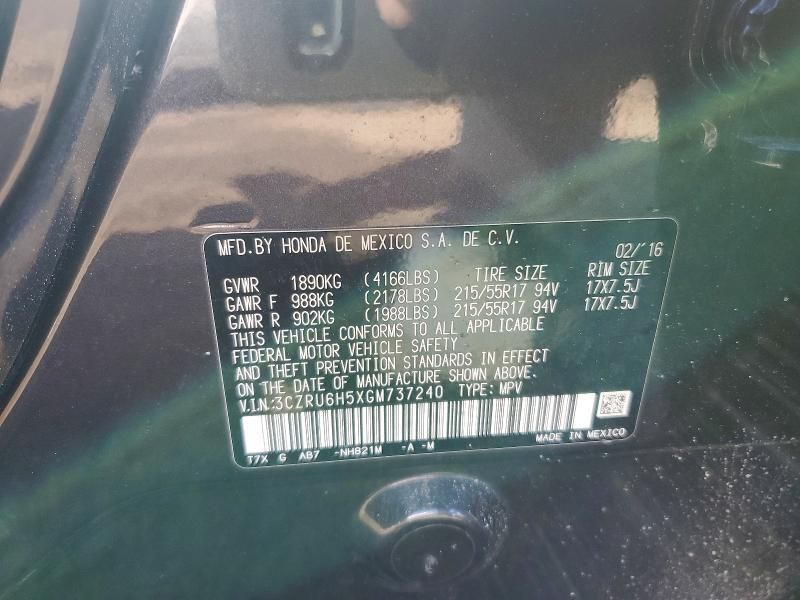 MFD.BY HONDA DE MEXICO S.A. DE C.V.
02/'16
GVWR 1890KG (4166LBS) TIRE SIZE RIM SIZE
GAWR F 988KG (2178LBS) 215/55R17 94V 17X7.5J
GAWR R 902KG (1988LBS) 215/55R17 94V 17X7.5J
THIS VEHICLE CONFORMS TO ALL APPLICABLE
FEDERAL MOTOR VEHICLE SAFETY
AND THEFT PREVENTION STANDARDS IN EFFECT
ON THE DATE OF MANUFACTURE SHOWN ABOVE.
V.I.N:3CZRU6H5XGM737240 TYPE: MPV
MADE IN MEXICO
T7X G AB7 -NH821M -A -M